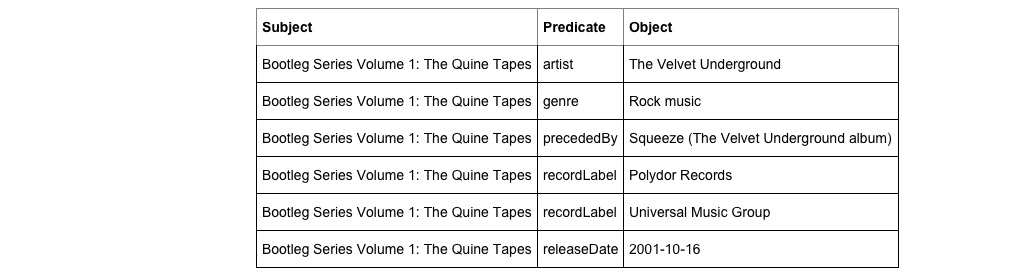 Subject Predicate Object
Bootleg Series Volume 1: The Quine Tapes artist The Velvet Underground
Bootleg Series Volume 1: The Quine Tapes genre Rock music
Bootleg Series Volume 1: The Quine Tapes precededBy Squeeze (The Velvet Underground album)
Bootleg Series Volume 1: The Quine Tapes recordLabel Polydor Records
Bootleg Series Volume 1: The Quine Tapes recordLabel Universal Music Group
Bootleg Series Volume 1: The Quine Tapes releaseDate 2001-10-16